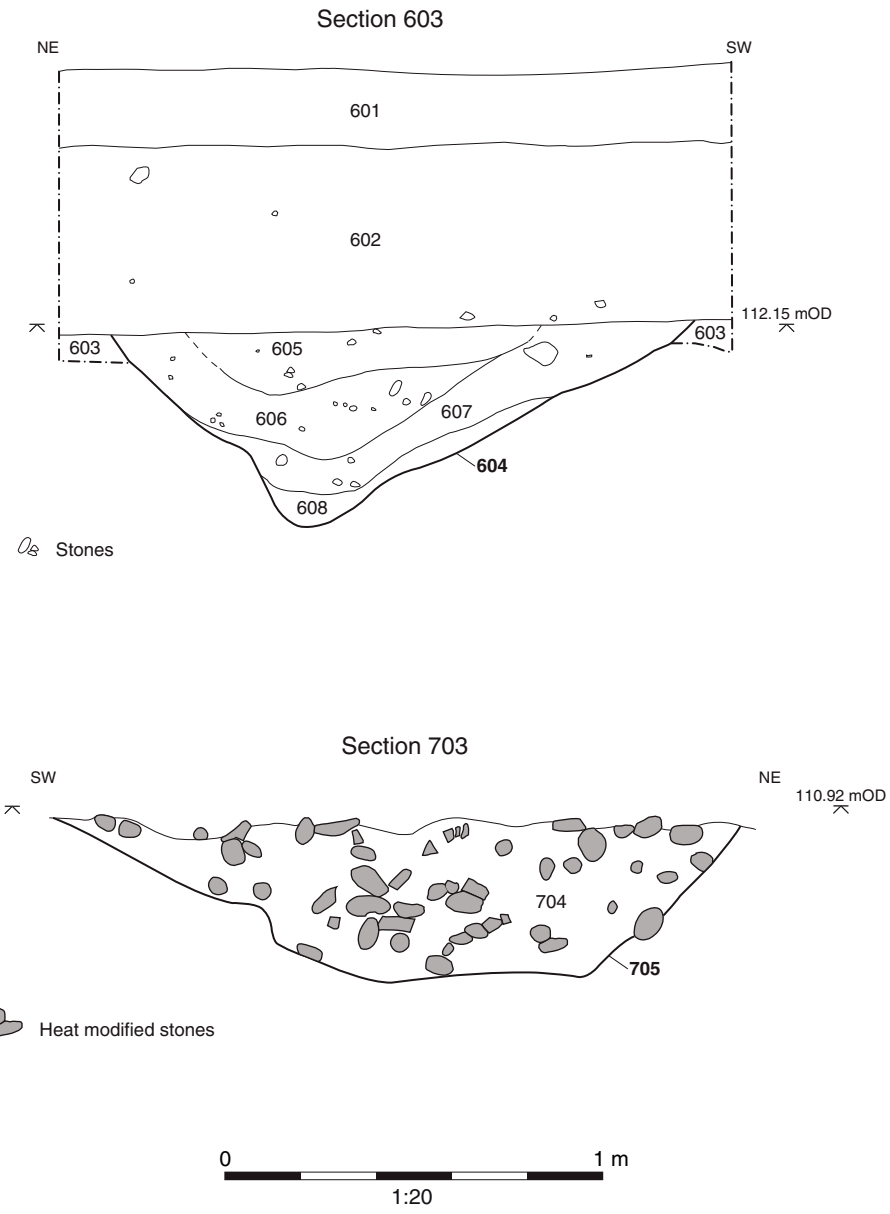 Section 603
NE SW
601
602
112.15 mOD
603 605 603
606 607
604
608
Stones
Section 703
SW NE
110.92 mOD
704
705
Heat modified stones
0 1 m
1:20